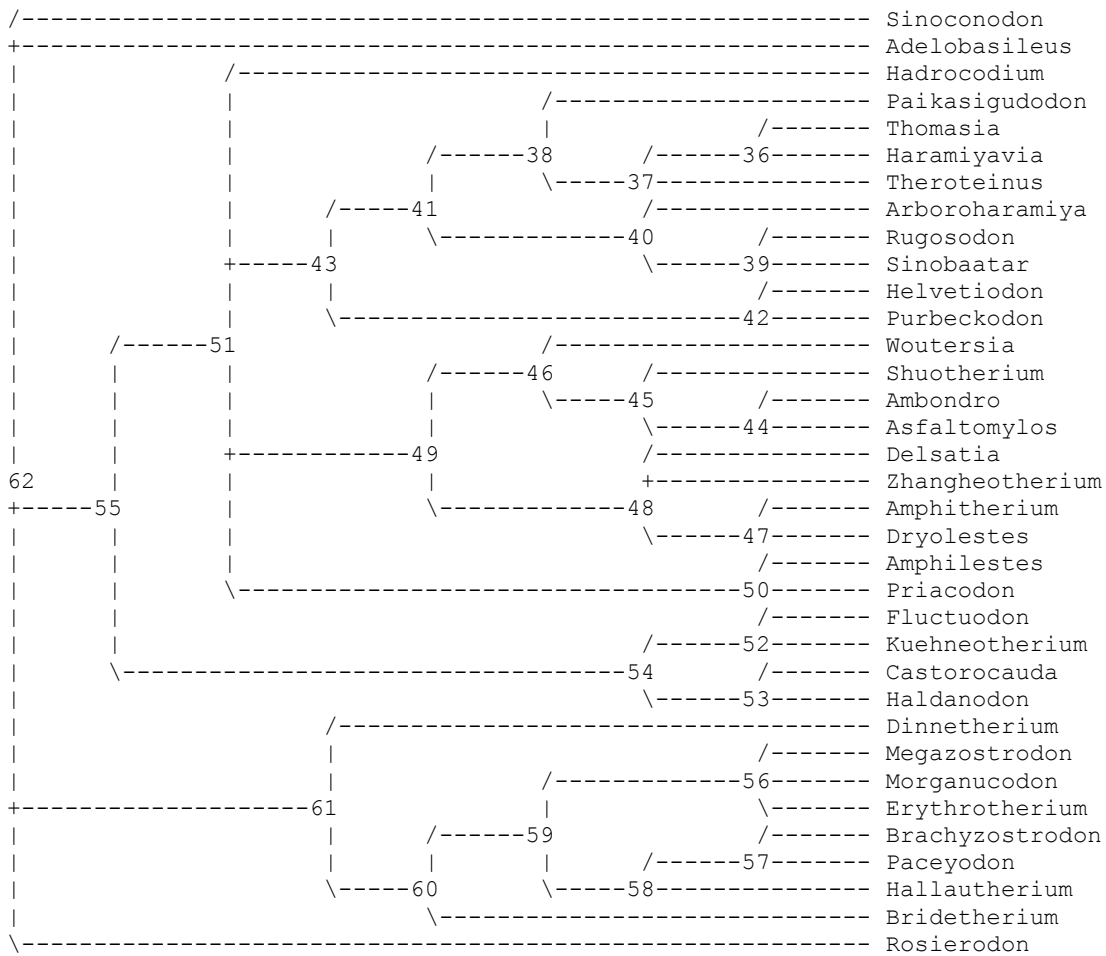 /--------------------------------------------------------- Sinoconodon
+--------------------------------------------------------- Adelobasileus
|              /------------------------------------------ Hadrocodium
|              |                    /--------------------- Paikasigudodon
|              |                    |             /------- Thomasia
|              |             /------38     /------36------- Haramiyavia
|              |             |      \-----37-------------- Theroteinus
|              |      /-----41             /-------------- Arboroharamiya
|              |      |      \------------40      /------- Rugosodon
|              +-----43                    \------39------- Sinobaatar
|              |      |                           /------- Helvetiodon
|              |      \---------------------------42------- Purbeckodon
|      /------51                    /--------------------- Woutersia
|      |       |             /------46     /-------------- Shuotherium
|      |       |             |      \-----45      /------- Ambondro
|      |       |             |             \------44------- Asfaltomylos
|      |       +------------49             /-------------- Delsatia
62     |       |             |             +-------------- Zhangheotherium
+-----55       |             \------------48      /------- Amphitherium
|      |       |                           \------47------- Dryolestes
|      |       |                                  /------- Amphilestes
|      |       \----------------------------------50------- Priacodon
|      |                                          /------- Fluctuodon
|      |                                   /------52------- Kuehneotherium
|      \----------------------------------54      /------- Castorocauda
|                                          \------53------- Haldanodon
|                     /----------------------------------- Dinnetherium
|                     |                           /------- Megazostrodon
|                     |             /-------------56------- Morganucodon
+--------------------61             |             \------- Erythrotherium
|                     |      /------59            /------- Brachyzostrodon
|                     |      |      |      /------57------- Paceyodon
|                     \-----60      \-----58-------------- Hallautherium
|                            \---------------------------- Bridetherium
\--------------------------------------------------------- Rosierodon